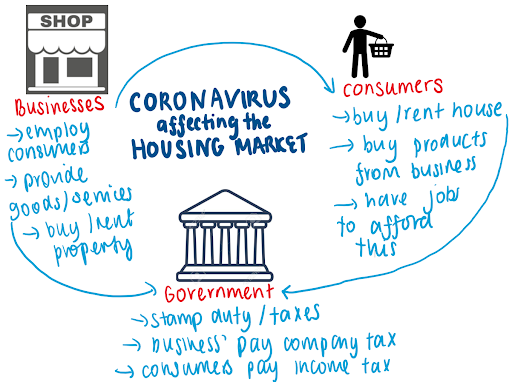 SHOP
Businesses
→ employ
consumers
→ provide
goods/services
→ buy/rent
property
CORONAVIRUS
affecting the
HOUSING MARKET
consumers
→ buy/rent house
→ buy products
from business
→ have jobs
to afford
this
Government
→ stamp duty/taxes
→ business' pay company tax
→ consumers pay income tax